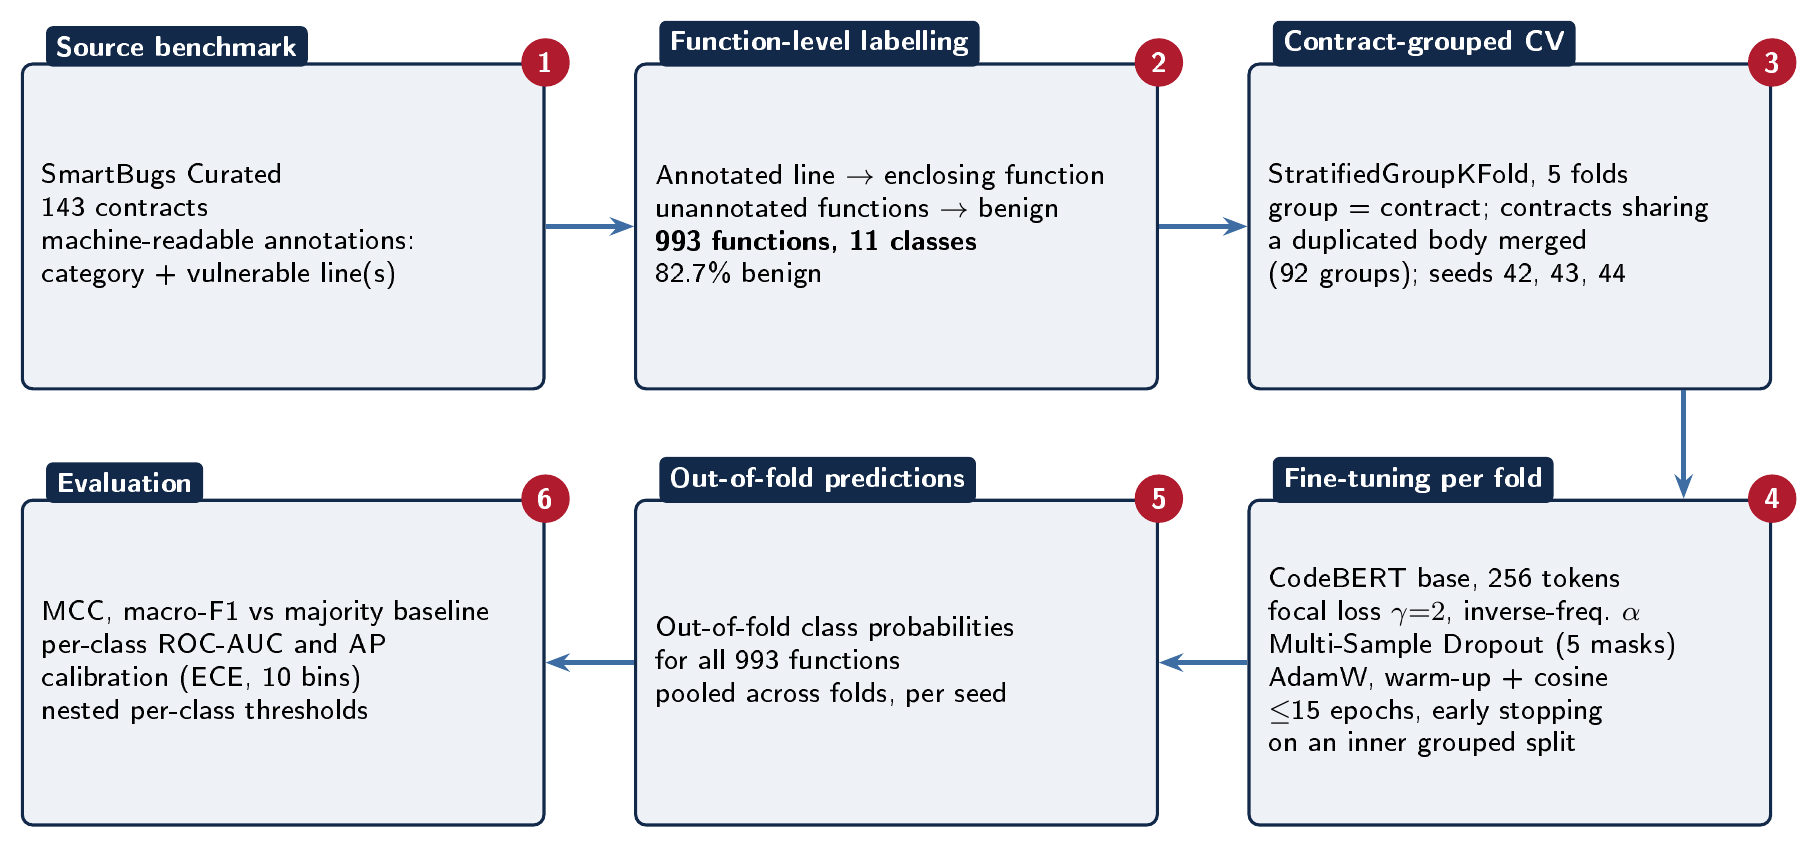 Source benchmark
1
SmartBugs Curated
143 contracts
machine-readable annotations:
category + vulnerable line(s)
Function-level labelling
2
Annotated line → enclosing function
unannotated functions → benign
993 functions, 11 classes
82.7% benign
Contract-grouped CV
3
StratifiedGroupKFold, 5 folds
group = contract; contracts sharing
a duplicated body merged
(92 groups); seeds 42, 43, 44
Fine-tuning per fold
4
CodeBERT base, 256 tokens
focal loss γ=2, inverse-freq. α
Multi-Sample Dropout (5 masks)
AdamW, warm-up + cosine
≤15 epochs, early stopping
on an inner grouped split
Out-of-fold predictions
5
Out-of-fold class probabilities
for all 993 functions
pooled across folds, per seed
Evaluation
6
MCC, macro-F1 vs majority baseline
per-class ROC-AUC and AP
calibration (ECE, 10 bins)
nested per-class thresholds